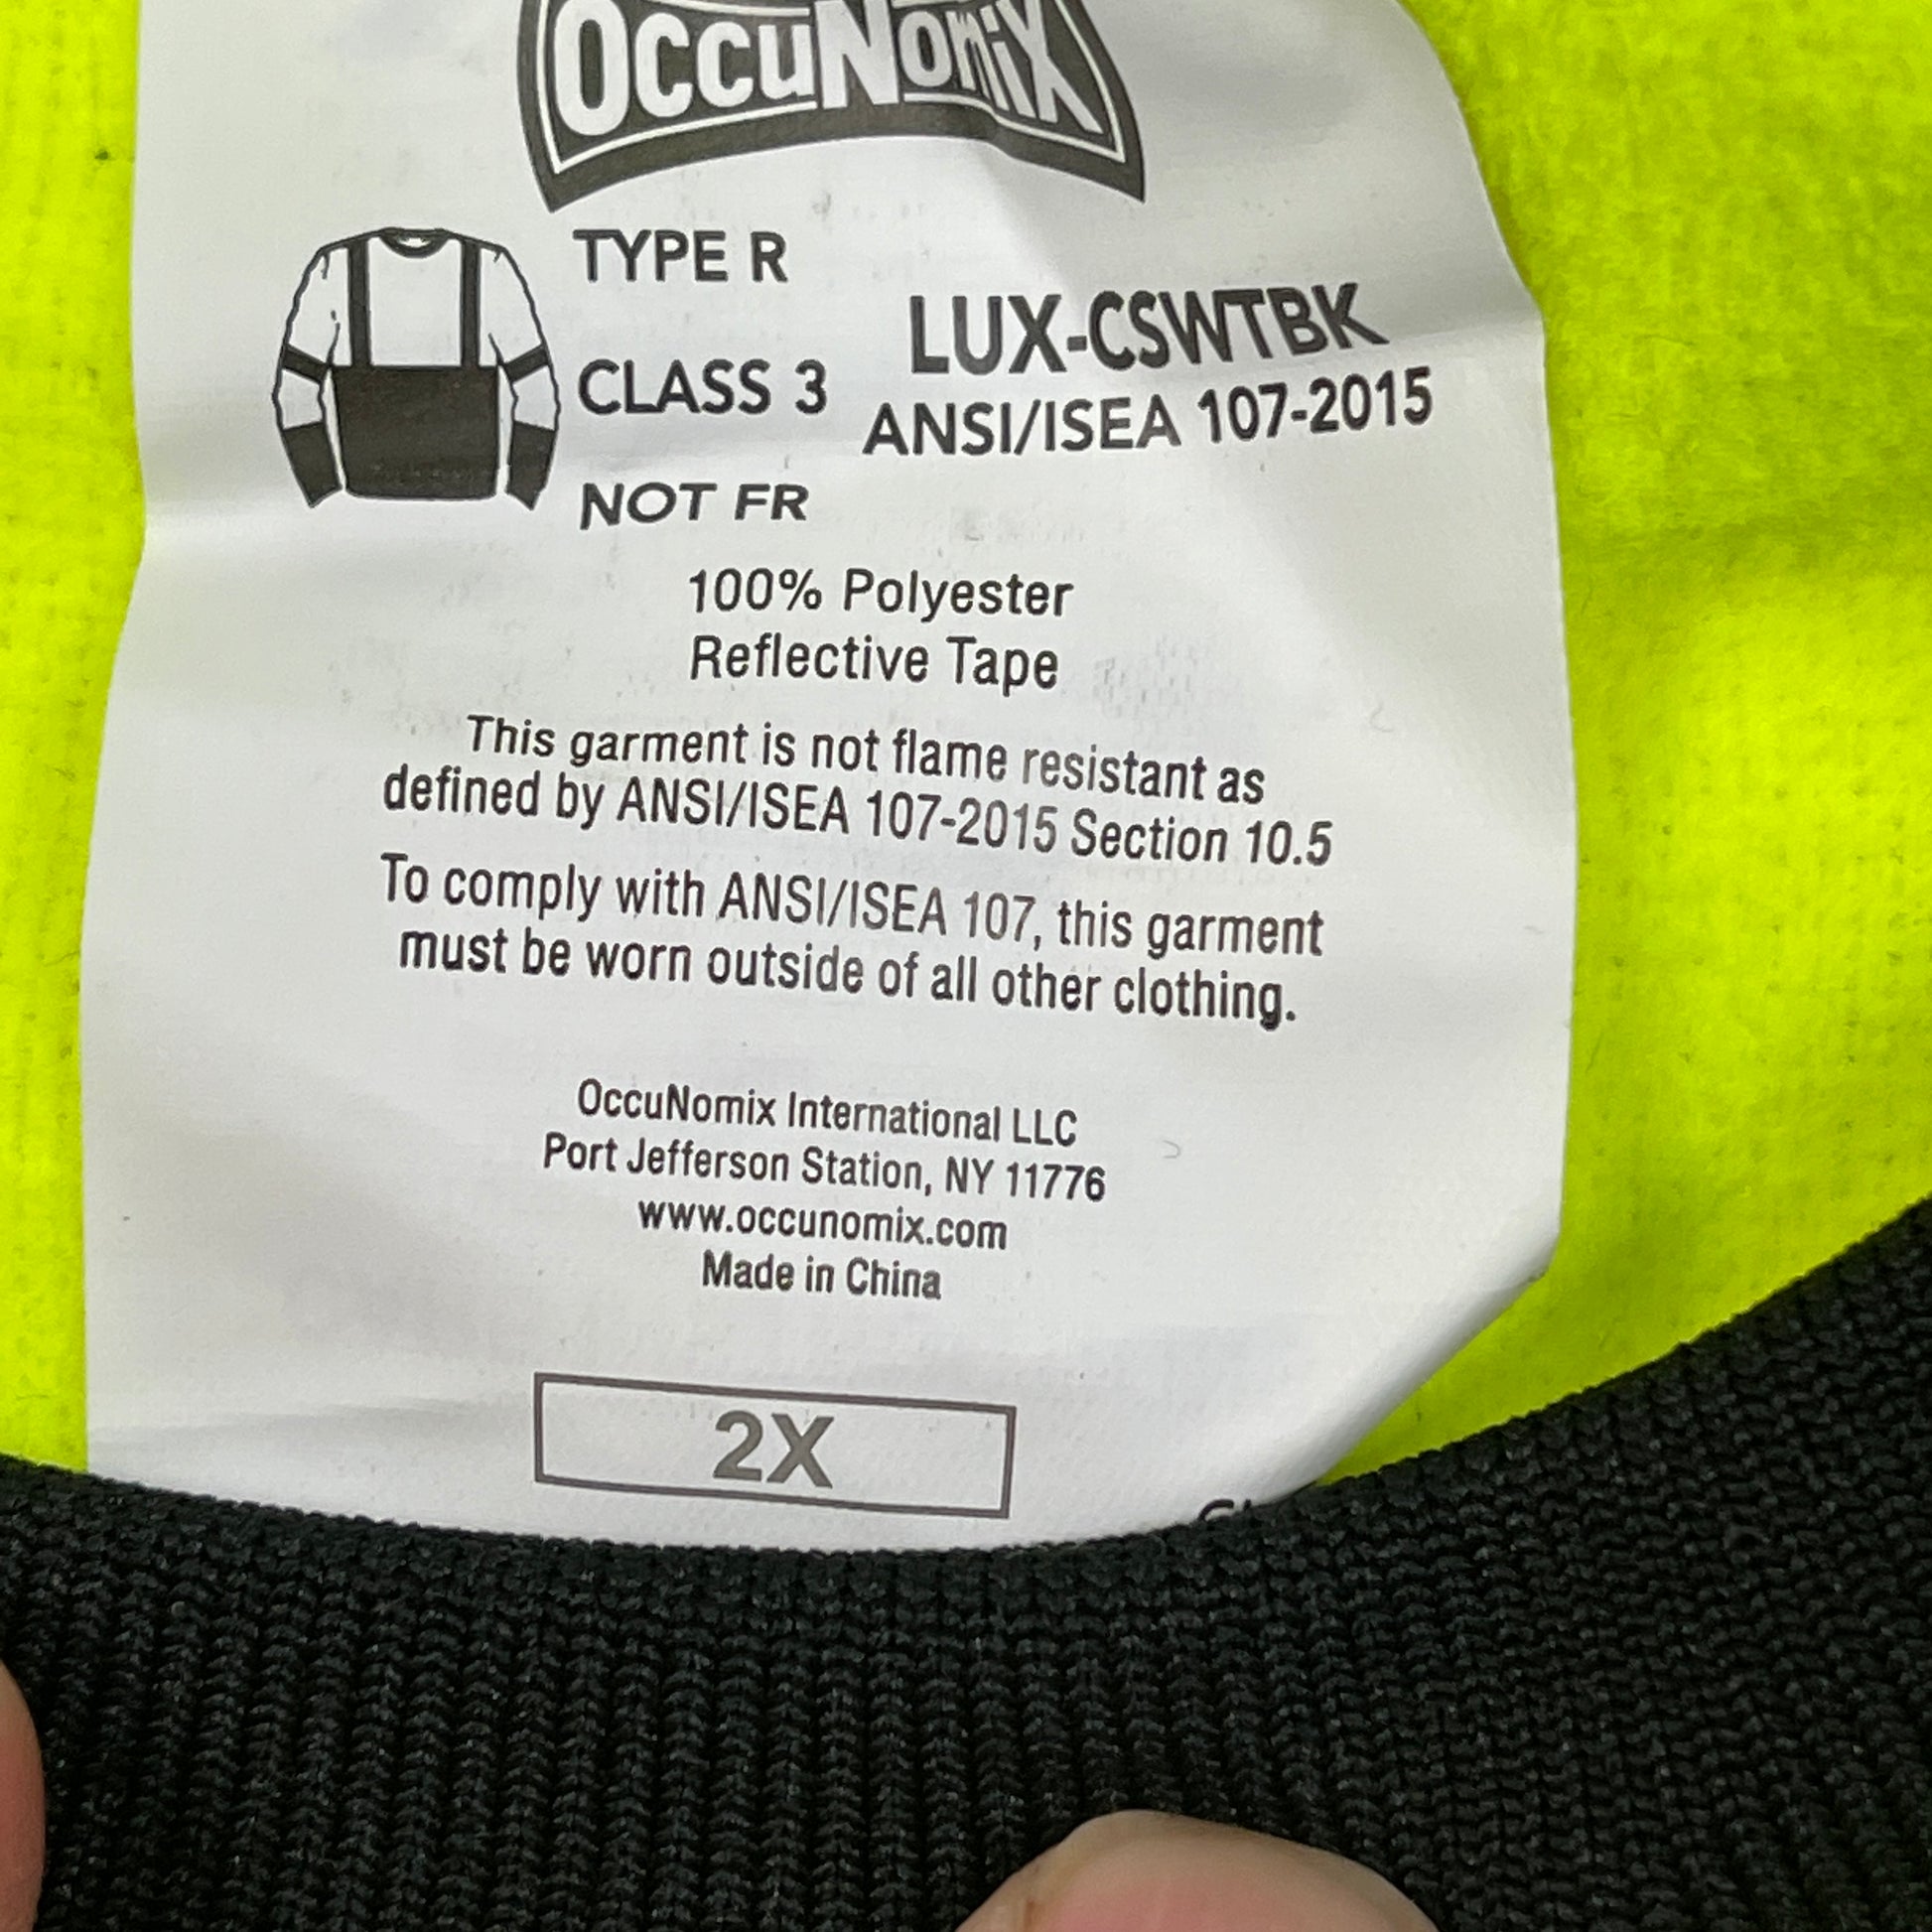 OccuNomiX
TYPE R
CLASS 3
NOT FR
LUX-CSWTBK
ANSI/ISEA 107-2015
100% Polyester
Reflective Tape
This garment is not flame resistant as
defined by ANSI/ISEA 107-2015 Section 10.5
To comply with ANSI/ISEA 107, this garment
must be worn outside of all other clothing.
OccuNomix International LLC
Port Jefferson Station, NY 11776
www.occunomix.com
Made in China
2X